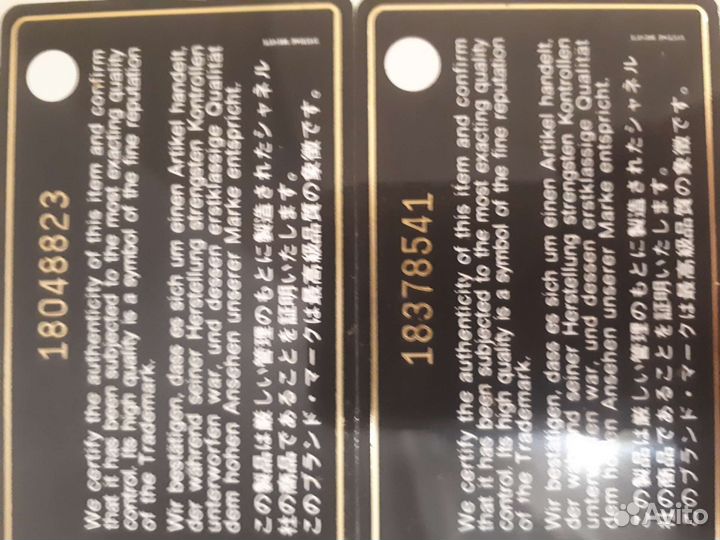 18048823
We certify the authenticity of this item and confirm
that it has been subjected to the most exacting quality
control. Its high quality is a symbol of the fine reputation
of the Trademark.
Wir bestätigen, dass es sich um einen Artikel handelt,
der während seiner Herstellung strengsten Kontrollen
unterworfen war, und dessen erstklassige Qualität
dem hohen Ansehen unserer Marke entspricht.
この製品は厳しい管理のもとに製造されたシャネル
社の商品であることを証明いたします。
このブランド・マークは最高級品質の象徴です。
18378541
We certify the authenticity of this item and confirm
that it has been subjected to the most exacting quality
control. Its high quality is a symbol of the fine reputation
of the Trademark.
Wir bestätigen, dass es sich um einen Artikel handelt,
der während seiner Herstellung strengsten Kontrollen
unterworfen war, und dessen erstklassige Qualität
dem hohen Ansehen unserer Marke entspricht.
この製品は厳しい管理のもとに製造されたシャネル
社の商品であることを証明いたします。
このブランド・マークは最高級品質の象徴です。
Avito